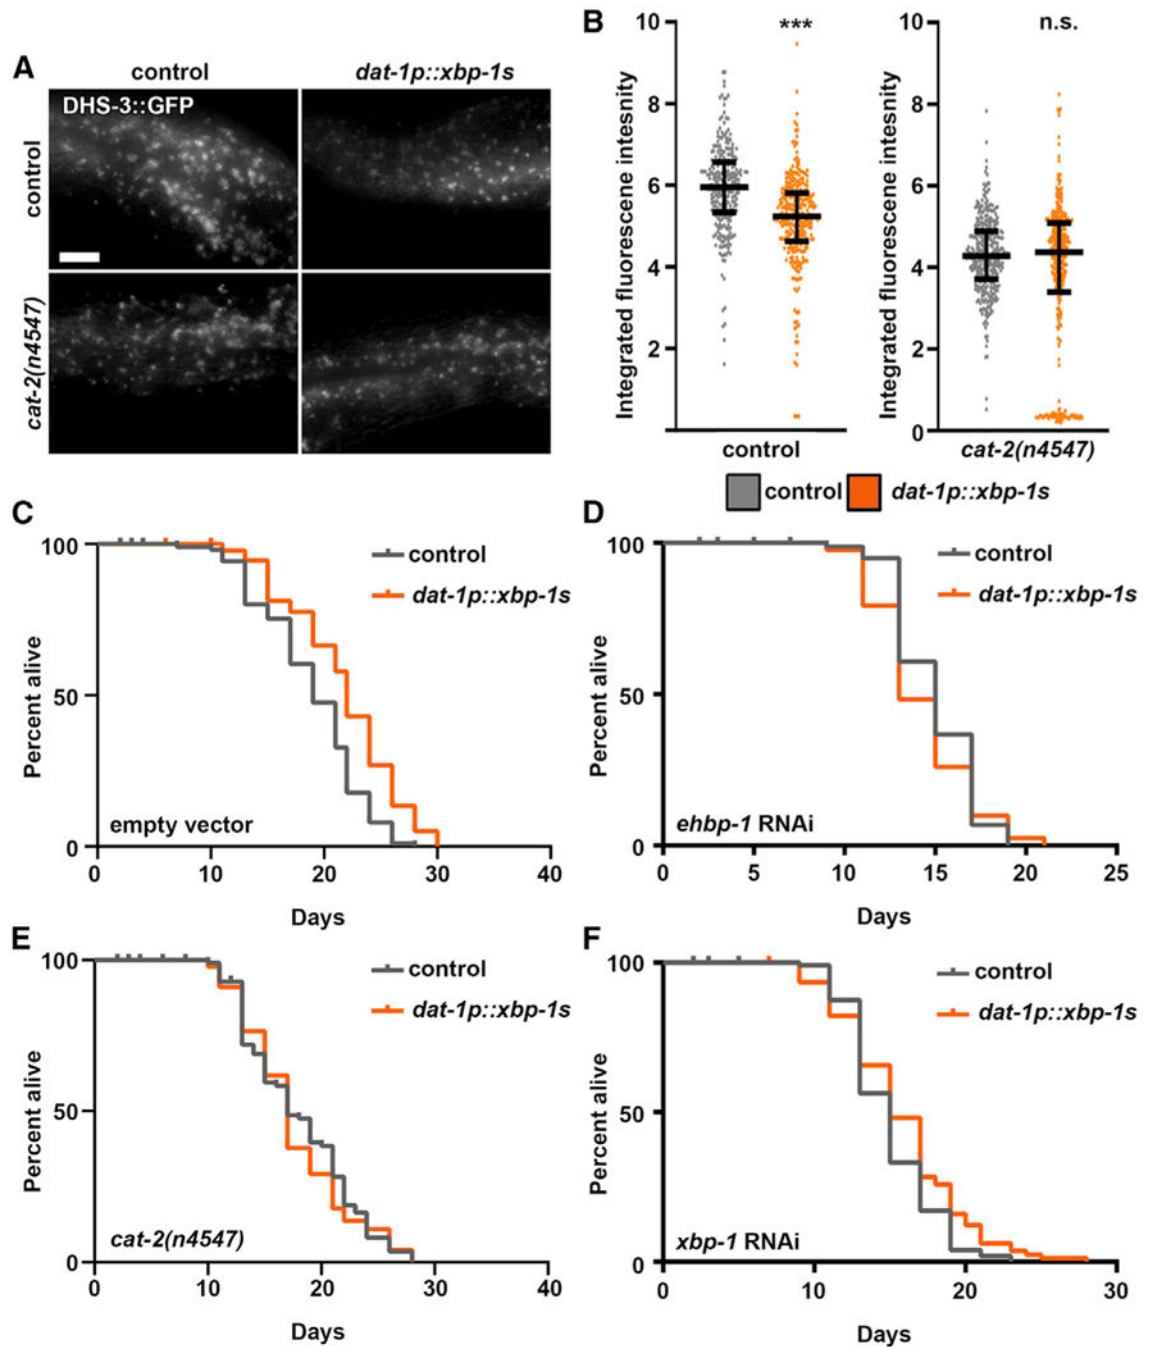 A
control
dat-1p::xbp-1s
DHS-3::GFP
control
cat-2(n4547)
B
10
8
6
4
2
Integrated fluorescene intesnity
***
control
10
8
6
4
2
0
Integrated fluorescene intesnity
n.s.
cat-2(n4547)
control
dat-1p::xbp-1s
C
100
50
0
Percent alive
control
dat-1p::xbp-1s
empty vector
0 10 20 30 40
Days
D
100
50
0
Percent alive
control
dat-1p::xbp-1s
ehbp-1 RNAi
0 5 10 15 20 25
Days
E
100
50
0
Percent alive
control
dat-1p::xbp-1s
cat-2(n4547)
0 10 20 30 40
Days
F
100
50
0
Percent alive
control
dat-1p::xbp-1s
xbp-1 RNAi
0 10 20 30
Days